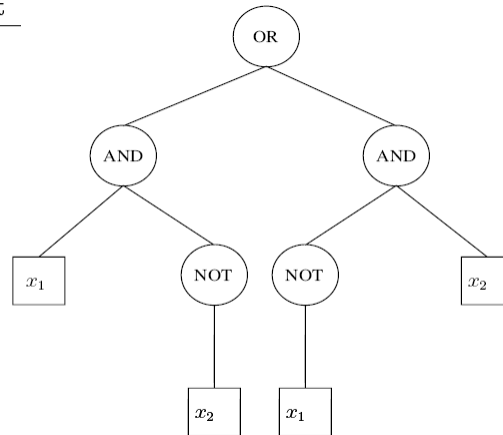 OR
AND AND
x₁ NOT NOT x₂
x₂ x₁